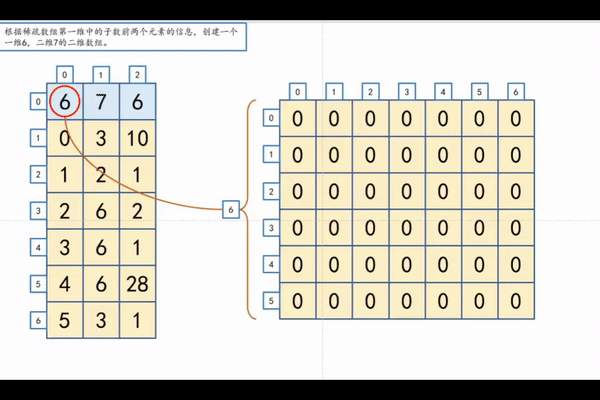 根据稀疏数组第一维中的子数前两个元素的信息，创建一个
一维6，二维7的二维数组。
0 1 2
0 6 7 6
1 0 3 10
2 1 2 1
3 2 6 2
4 3 6 1
5 4 6 28
6 5 3 1
6
0 1 2 3 4 5 6
0 0 0 0 0 0 0 0
1 0 0 0 0 0 0 0
2 0 0 0 0 0 0 0
3 0 0 0 0 0 0 0
4 0 0 0 0 0 0 0
5 0 0 0 0 0 0 0